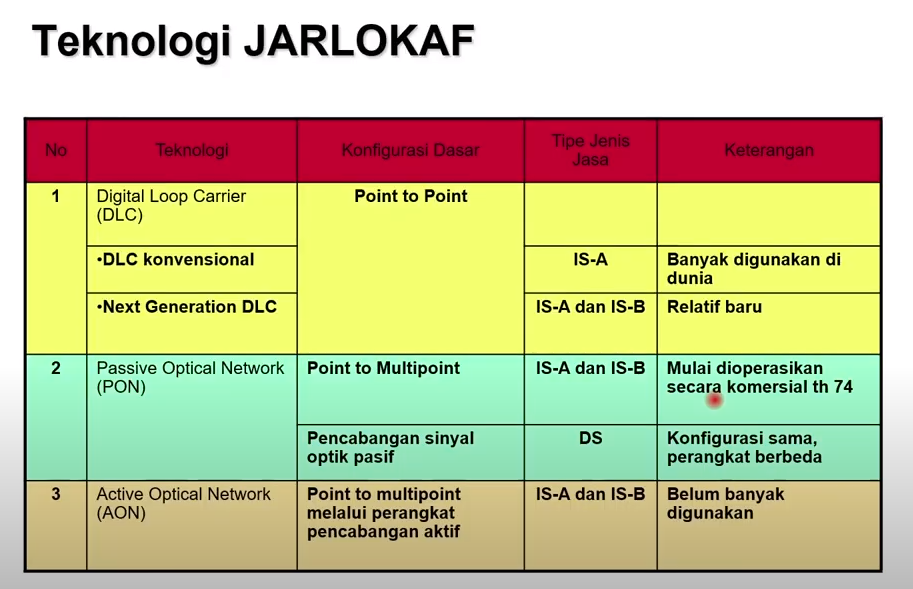 Teknologi JARLOKAF
No
Teknologi
Konfigurasi Dasar
Tipe Jenis
Jasa
Keterangan
1
Digital Loop Carrier
(DLC)
Point to Point
•DLC konvensional
IS-A
Banyak digunakan di
dunia
•Next Generation DLC
IS-A dan IS-B
Relatif baru
2
Passive Optical Network
(PON)
Point to Multipoint
IS-A dan IS-B
Mulai dioperasikan
secara komersial th 74
Pencabangan sinyal
optik pasif
DS
Konfigurasi sama,
perangkat berbeda
3
Active Optical Network
(AON)
Point to multipoint
melalui perangkat
pencabangan aktif
IS-A dan IS-B
Belum banyak
digunakan